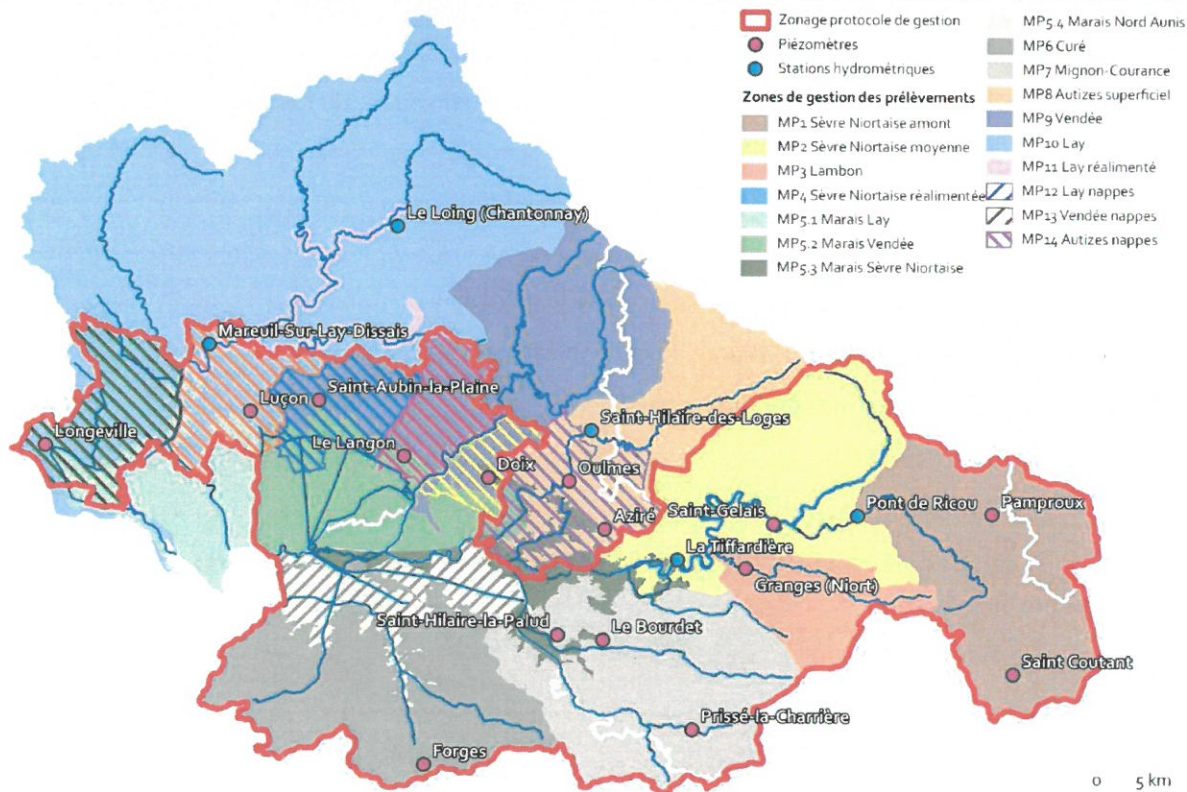 Zonage protocole de gestion
Piézomètres
Stations hydrométriques
Zones de gestion des prélèvements
MP1 Sèvre Niortaise amont
MP2 Sèvre Niortaise moyenne
MP3 Lambon
MP4 Sèvre Niortaise réalimentée
MP5.1 Marais Lay
MP5.2 Marais Vendée
MP5.3 Marais Sèvre Niortaise
MP5.4 Marais Nord Aunis
MP6 Curé
MP7 Mignon-Courance
MP8 Autizes superficiel
MP9 Vendée
MP10 Lay
MP11 Lay réalimenté
MP12 Lay nappes
MP13 Vendée nappes
MP14 Autizes nappes
Le Loing (Chantonnay)
Mareuil-Sur-Lay-Dissais
Saint-Aubin-la-Plaine
Luçon
Longeville
Saint-Hilaire-des-Loges
Le Langon
Doix
Oulmes
Aziré
Saint-Gelais
Pont de Ricou
Pamproux
La Tiffardière
Granges (Niort)
Saint-Hilaire-la-Palud
Le Bourdet
Saint Coutant
Prissé-la-Charrière
Forges
0 5 km